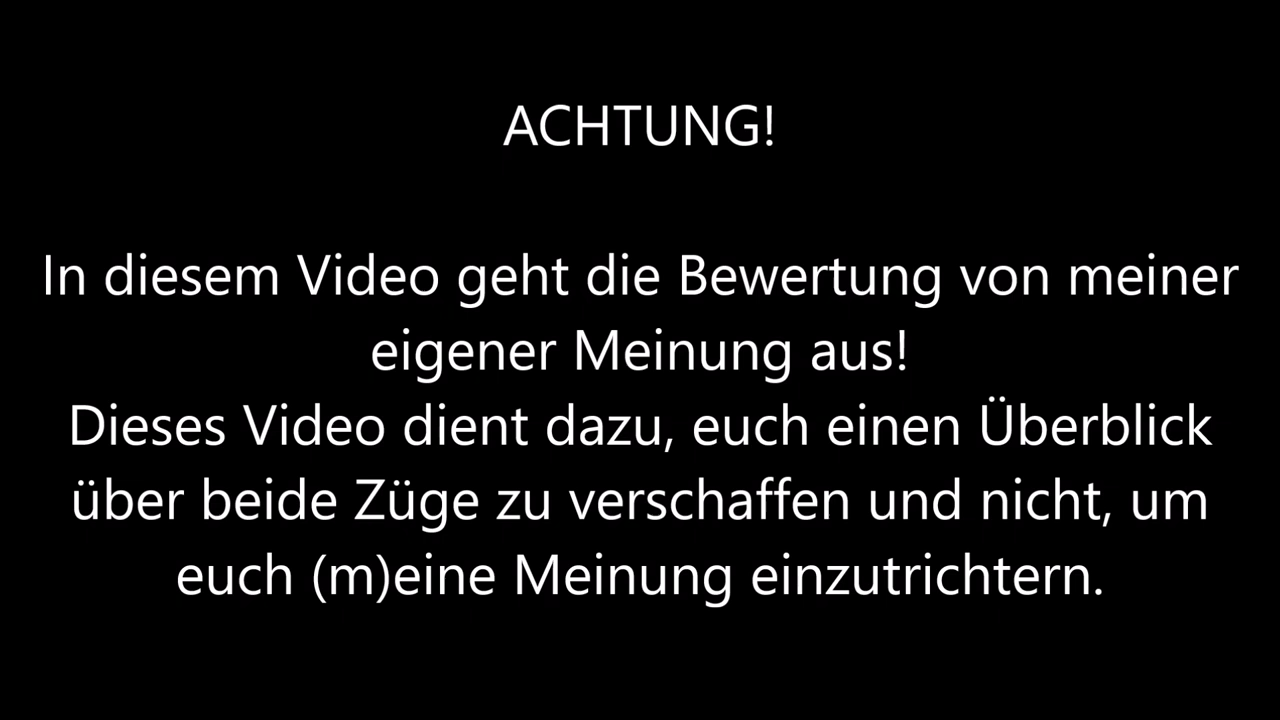 ACHTUNG!
In diesem Video geht die Bewertung von meiner
eigener Meinung aus!
Dieses Video dient dazu, euch einen Überblick
über beide Züge zu verschaffen und nicht, um
euch (m)eine Meinung einzutrichtern.